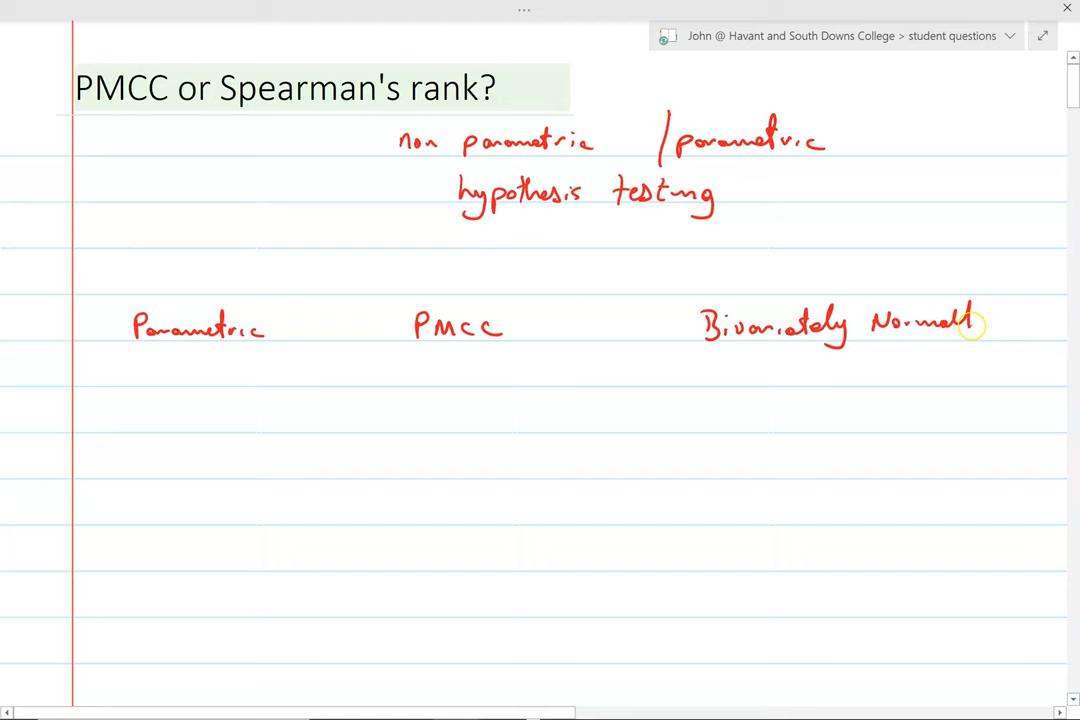 John @ Havant and South Downs College > student questions
PMCC or Spearman's rank?
non parametric / parametric
hypothesis testing
Parametric PMCC Bivariately Normal